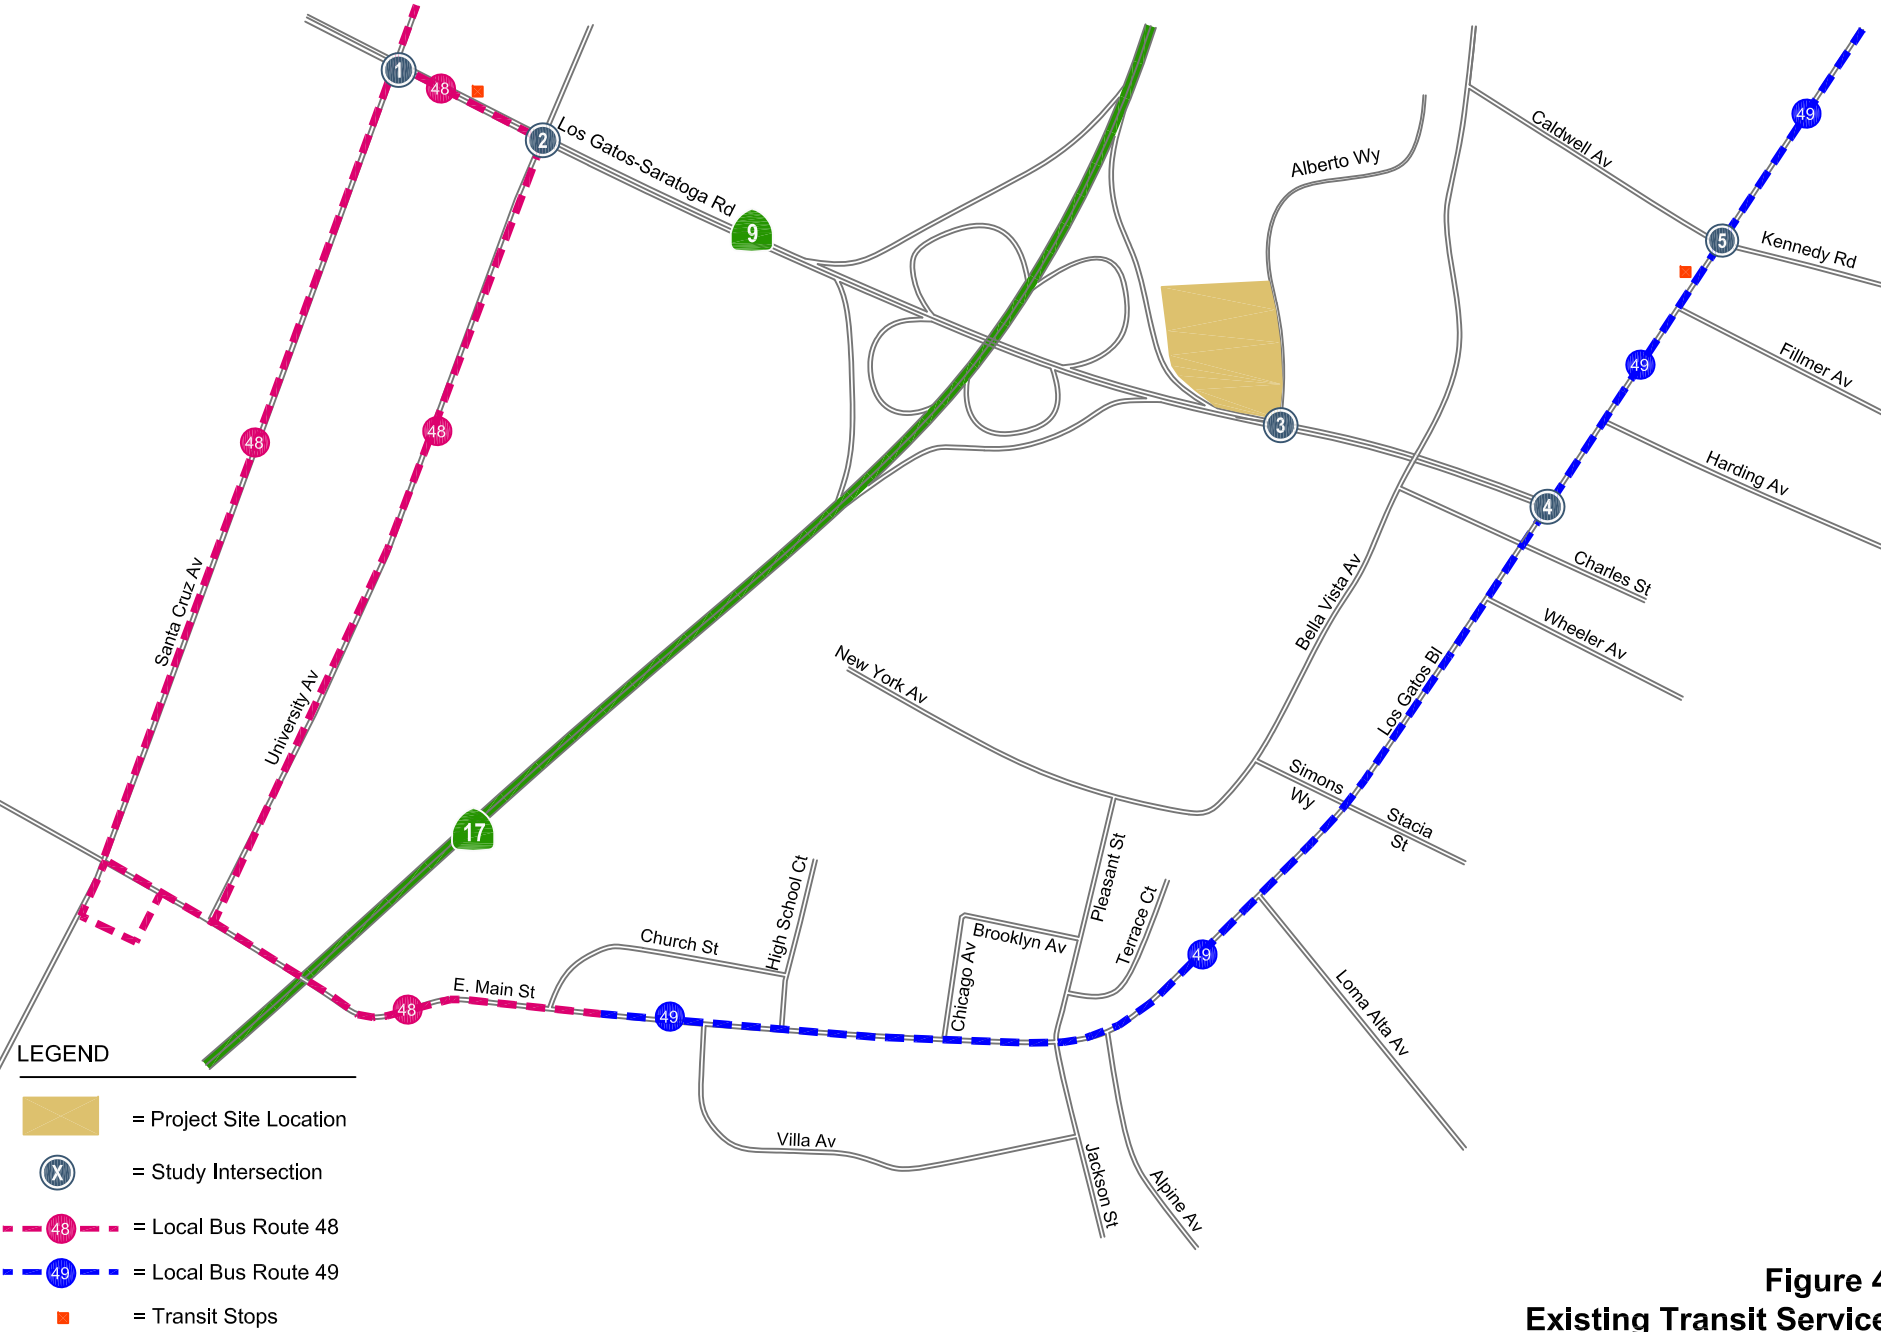 1
48
2
Los Gatos-Saratoga Rd
9
Alberto Wy
Caldwell Av
49
5
Kennedy Rd
49
Fillmer Av
3
48
48
Harding Av
4
Charles St
Wheeler Av
Santa Cruz Av
University Av
Bella Vista Av
Los Gatos Bl
New York Av
Simons
Wy
Stacia
St
17
Pleasant St
High School Ct
Terrace Ct
Church St
Brooklyn Av
Chicago Av
49
E. Main St
48
49
Loma Alta Av
Villa Av
Jackson St
Alpine Av
LEGEND
= Project Site Location
X
= Study Intersection
48
= Local Bus Route 48
49
= Local Bus Route 49
= Transit Stops
Figure 4
Existing Transit Service